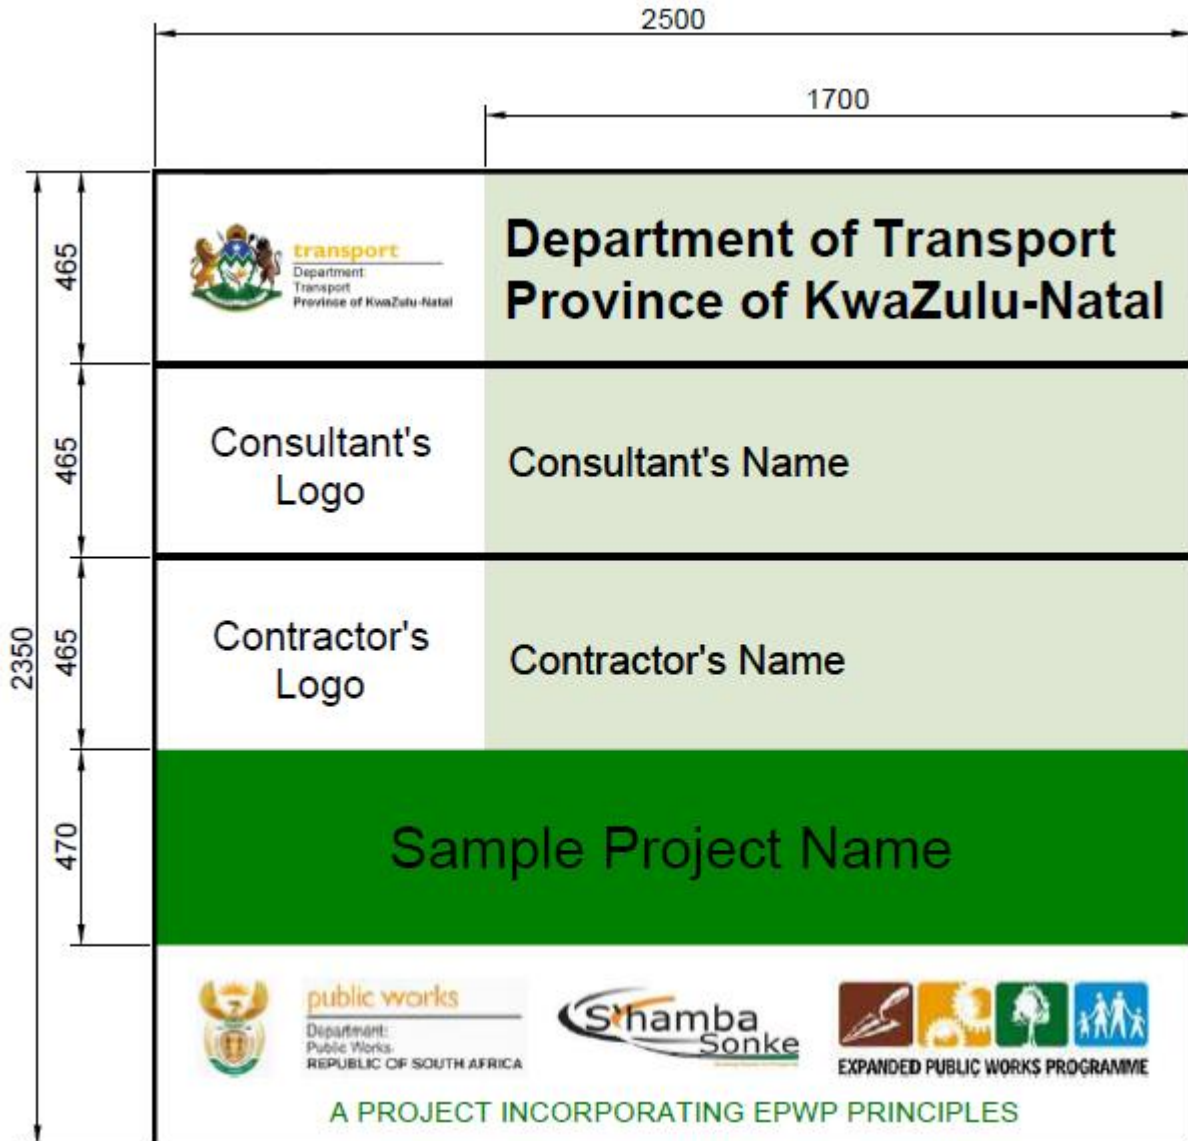 2500
1700
465
transport
Department:
Transport
Province of KwaZulu-Natal
Department of Transport
Province of KwaZulu-Natal
465
Consultant's
Logo
Consultant's Name
2350
465
Contractor's
Logo
Contractor's Name
470
Sample Project Name
public works
Department:
Public Works
REPUBLIC OF SOUTH AFRICA
S'hamba
Sonke
EXPANDED PUBLIC WORKS PROGRAMME
A PROJECT INCORPORATING EPWP PRINCIPLES